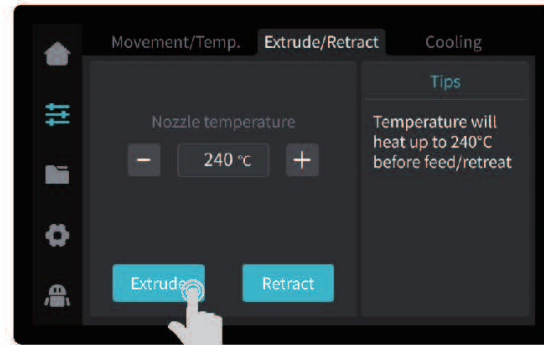 Movement/Temp. Extrude/Retract Cooling
Tips
Nozzle temperature
Temperature will
heat up to 240°C
before feed/retreat
− 240 °C +
Extrude Retract